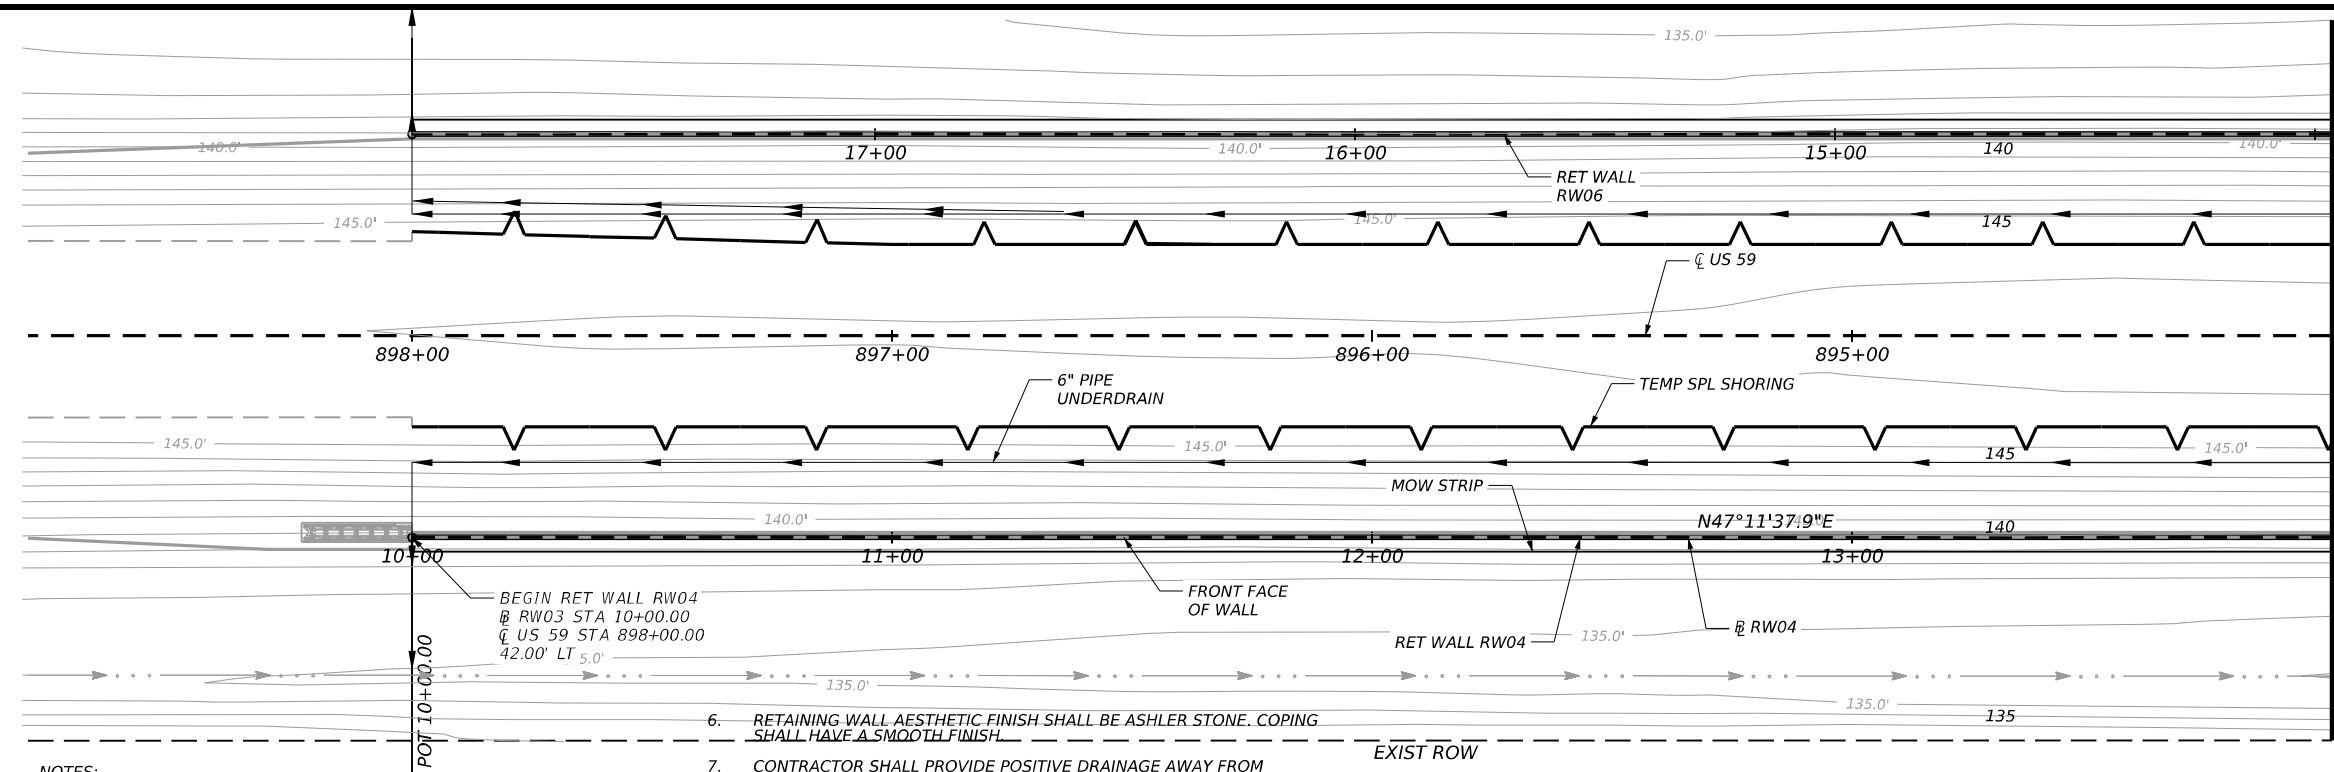 135.0'
140.0'
17+00
140.0'
16+00
15+00
140
140.0'
RET WALL
RW06
145.0'
145.0'
145
℄ US 59
898+00
897+00
896+00
895+00
6" PIPE
UNDERDRAIN
TEMP SPL SHORING
145.0'
145.0'
145
145.0'
MOW STRIP
140.0'
N47°11'37.9"E
140
10+00
11+00
12+00
13+00
BEGIN RET WALL RW04
BL RW03 STA 10+00.00
℄ US 59 STA 898+00.00
42.00' LT
5.0'
FRONT FACE
OF WALL
RET WALL RW04
135.0'
BL RW04
POT 10+00.00
135.0'
135.0'
135
6. RETAINING WALL AESTHETIC FINISH SHALL BE ASHLER STONE. COPING
SHALL HAVE A SMOOTH FINISH.
EXIST ROW
7. CONTRACTOR SHALL PROVIDE POSITIVE DRAINAGE AWAY FROM
NOTES: